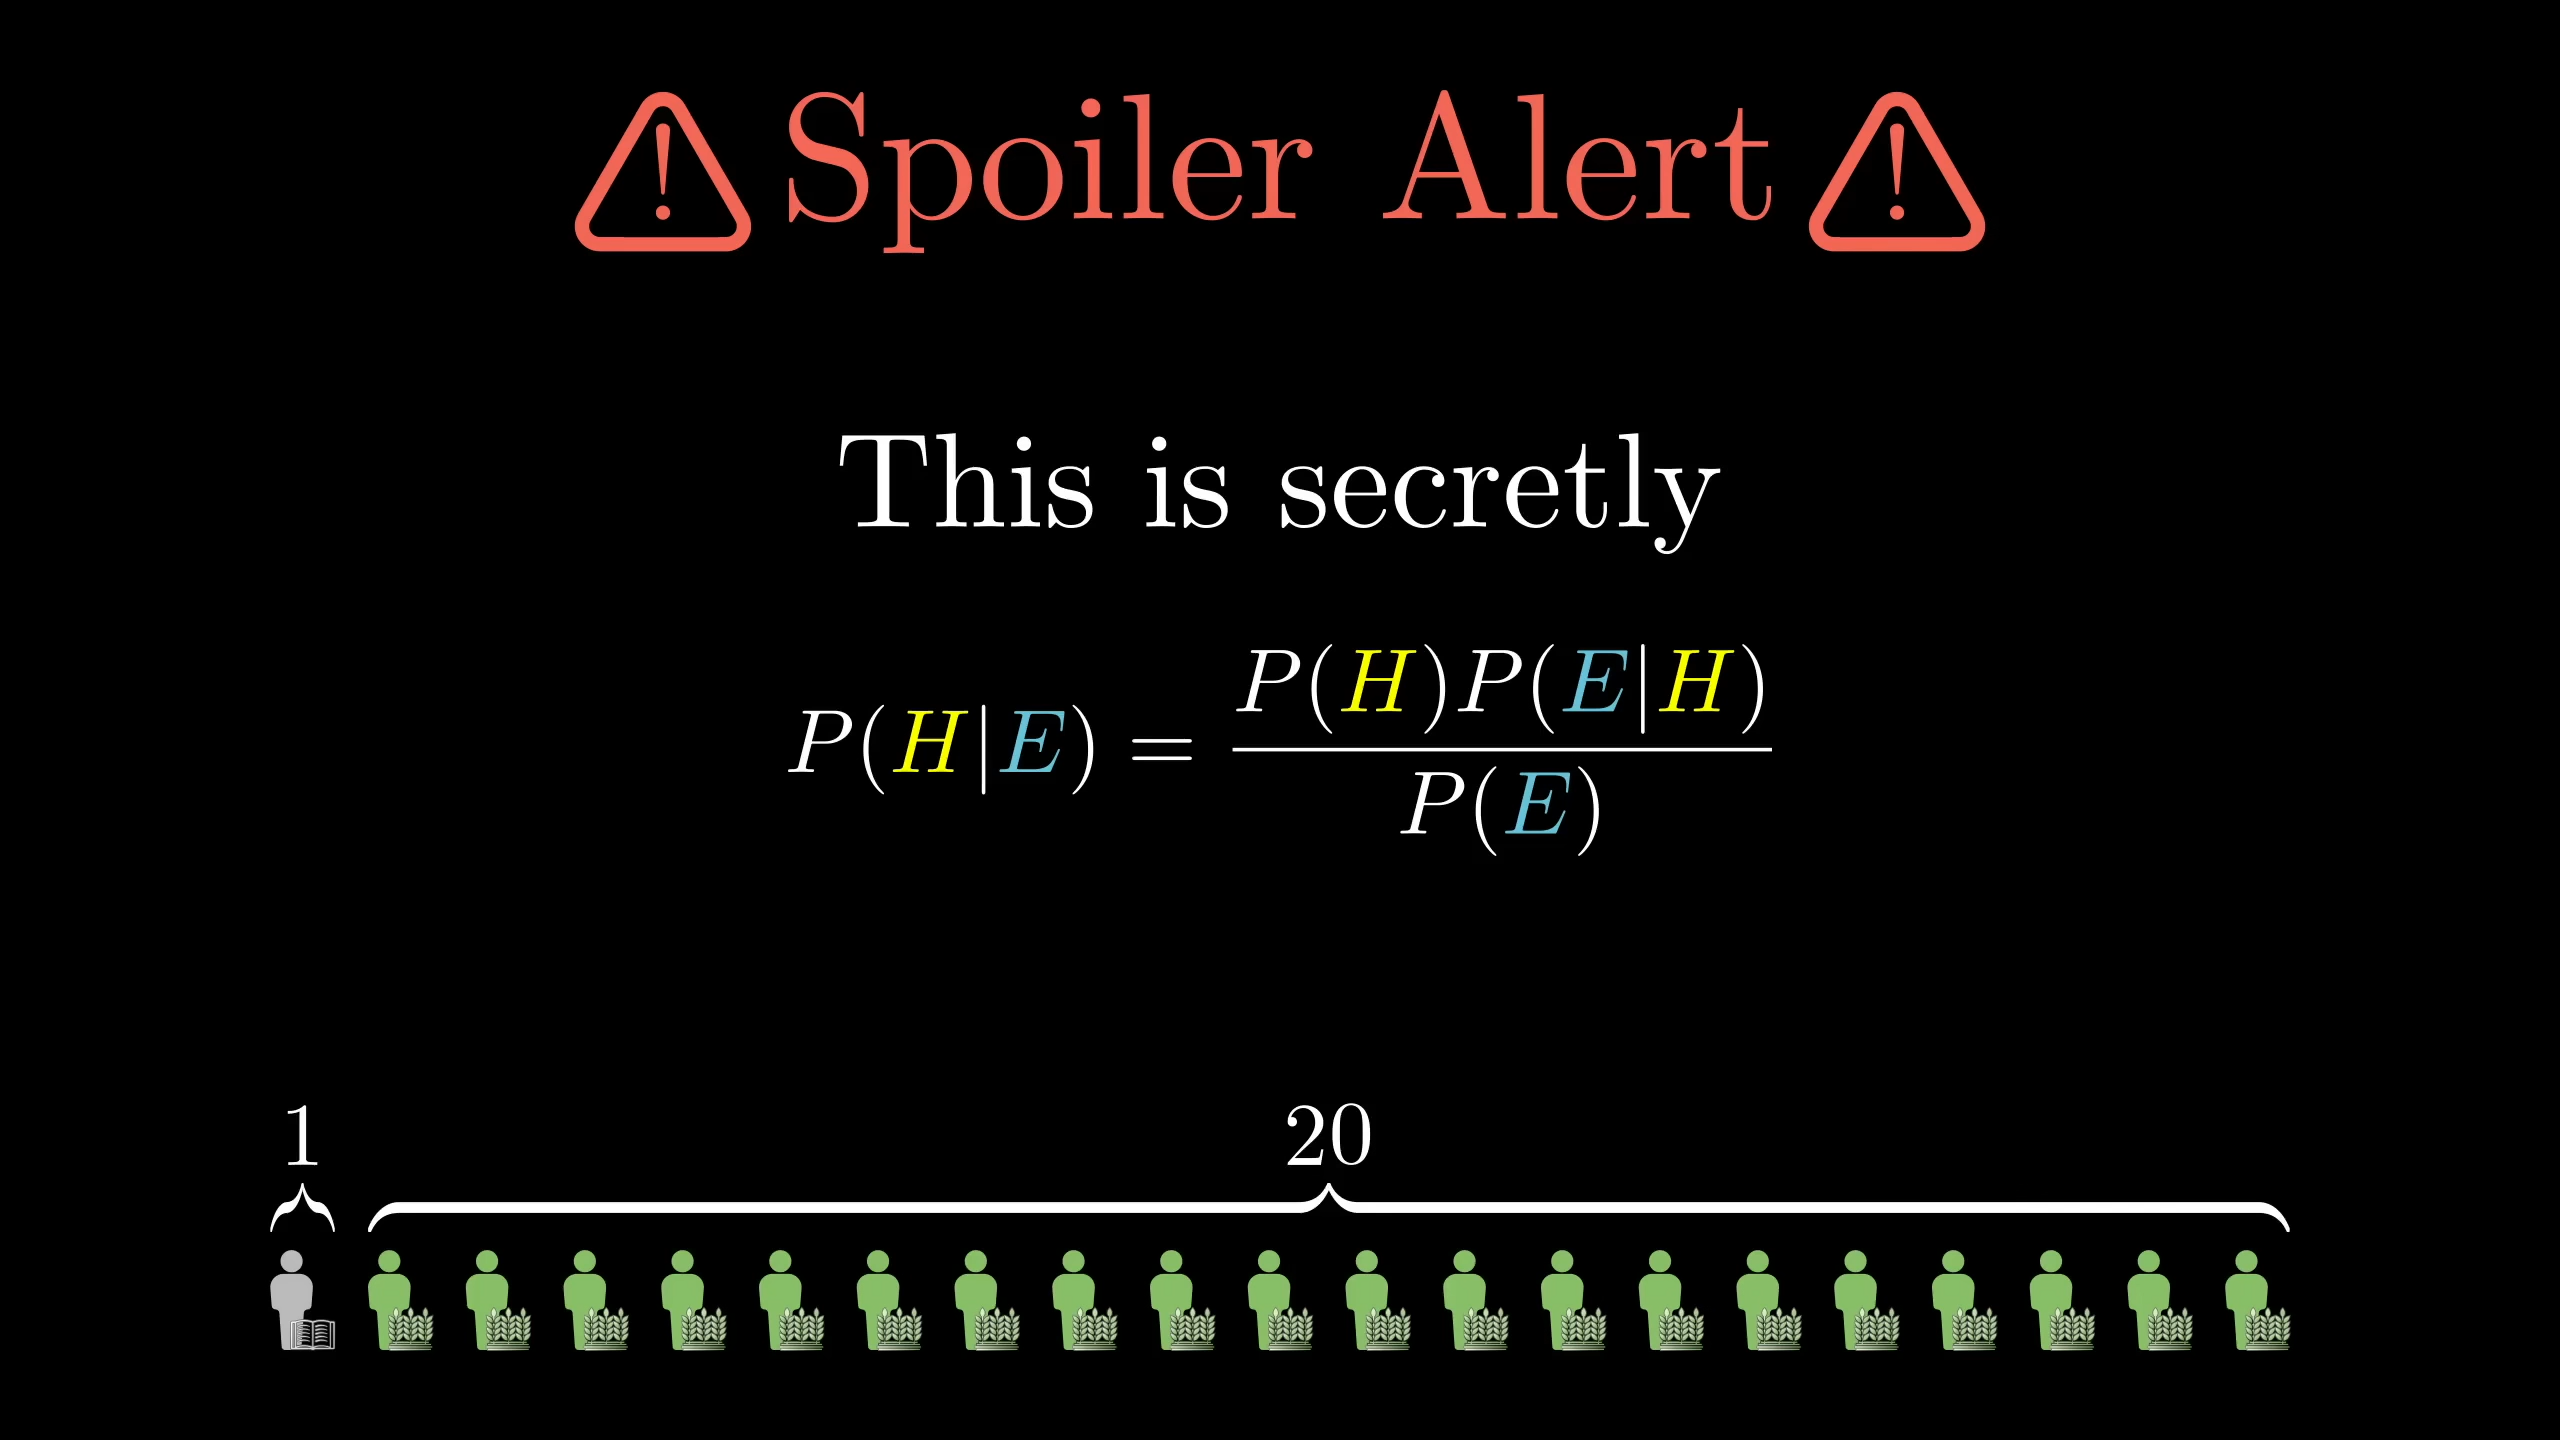 ! Spoiler Alert !
This is secretly
P(H|E) = P(H)P(E|H) / P(E)
1 20